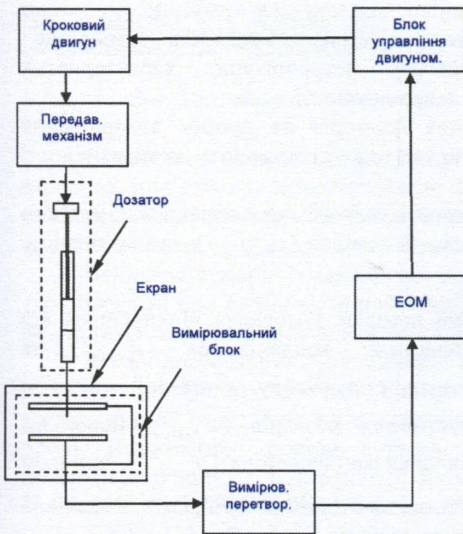 Кроковий
двигун
Блок
управління
двигуном.
Передав.
механізм
Дозатор
Екран
ЕОМ
Вимірювальний
блок
Вимірюв.
перетвор.